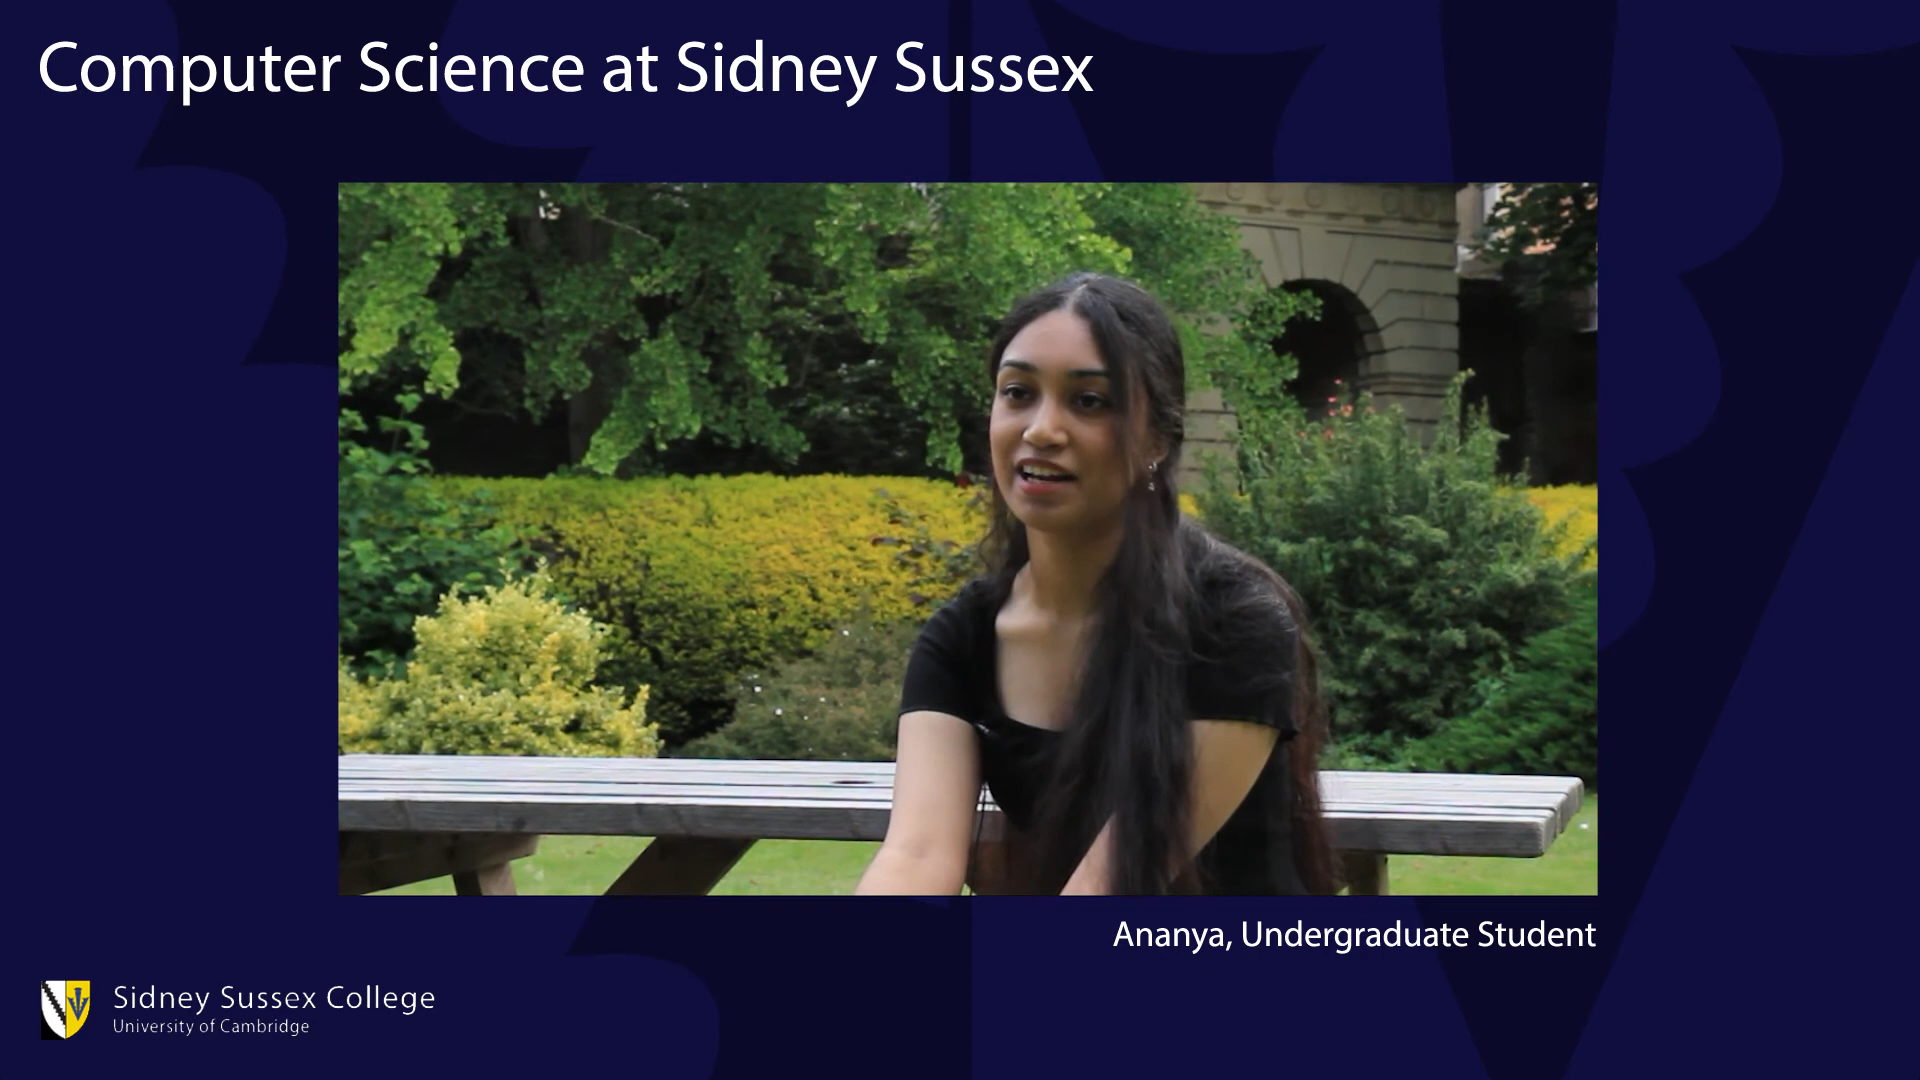 Computer Science at Sidney Sussex
Ananya, Undergraduate Student
Sidney Sussex College
University of Cambridge